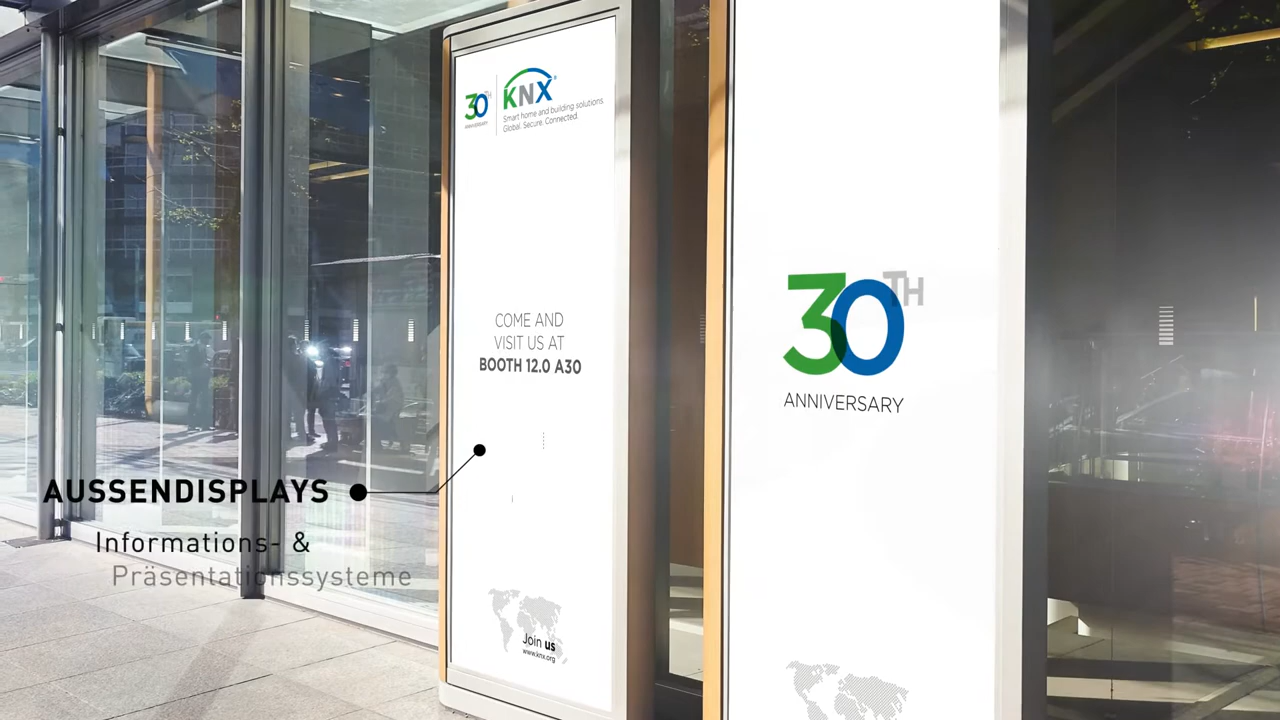 30TH
ANNIVERSARY
KNX
Smart home and building solutions.
Global. Secure. Connected.
COME AND
VISIT US AT
BOOTH 12.0 A30
Join us
www.knx.org
30TH
ANNIVERSARY
AUSSENDISPLAYS
Informations- &
Präsentationssysteme